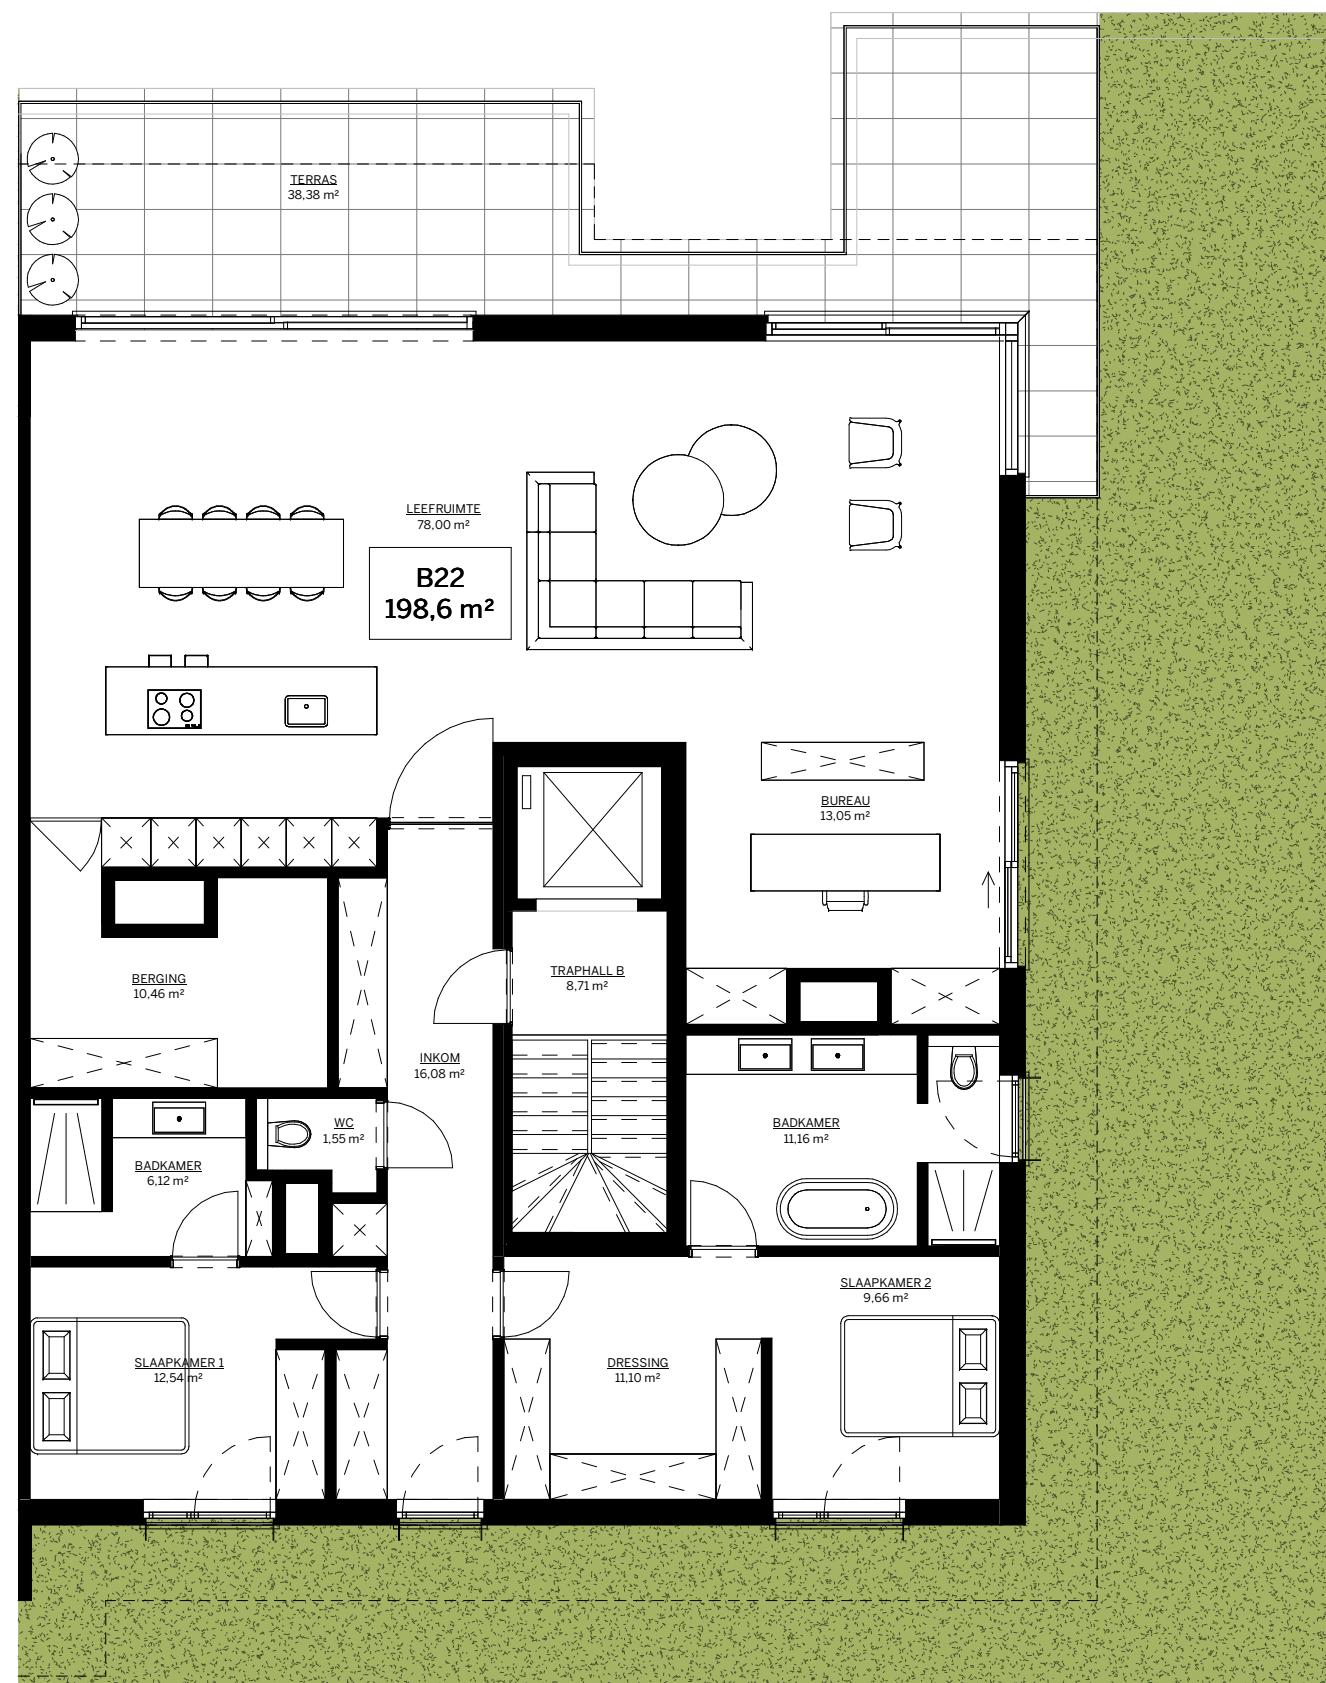 TERRAS
38,38 m²
LEEFRUIMTE
78,00 m²
B22
198,6 m²
BUREAU
13,05 m²
BERGING
10,46 m²
TRAPHALL B
8,71 m²
INKOM
16,08 m²
WC
1,55 m²
BADKAMER
11,16 m²
BADKAMER
6,12 m²
SLAAPKAMER 2
9,66 m²
SLAAPKAMER 1
12,54 m²
DRESSING
11,10 m²